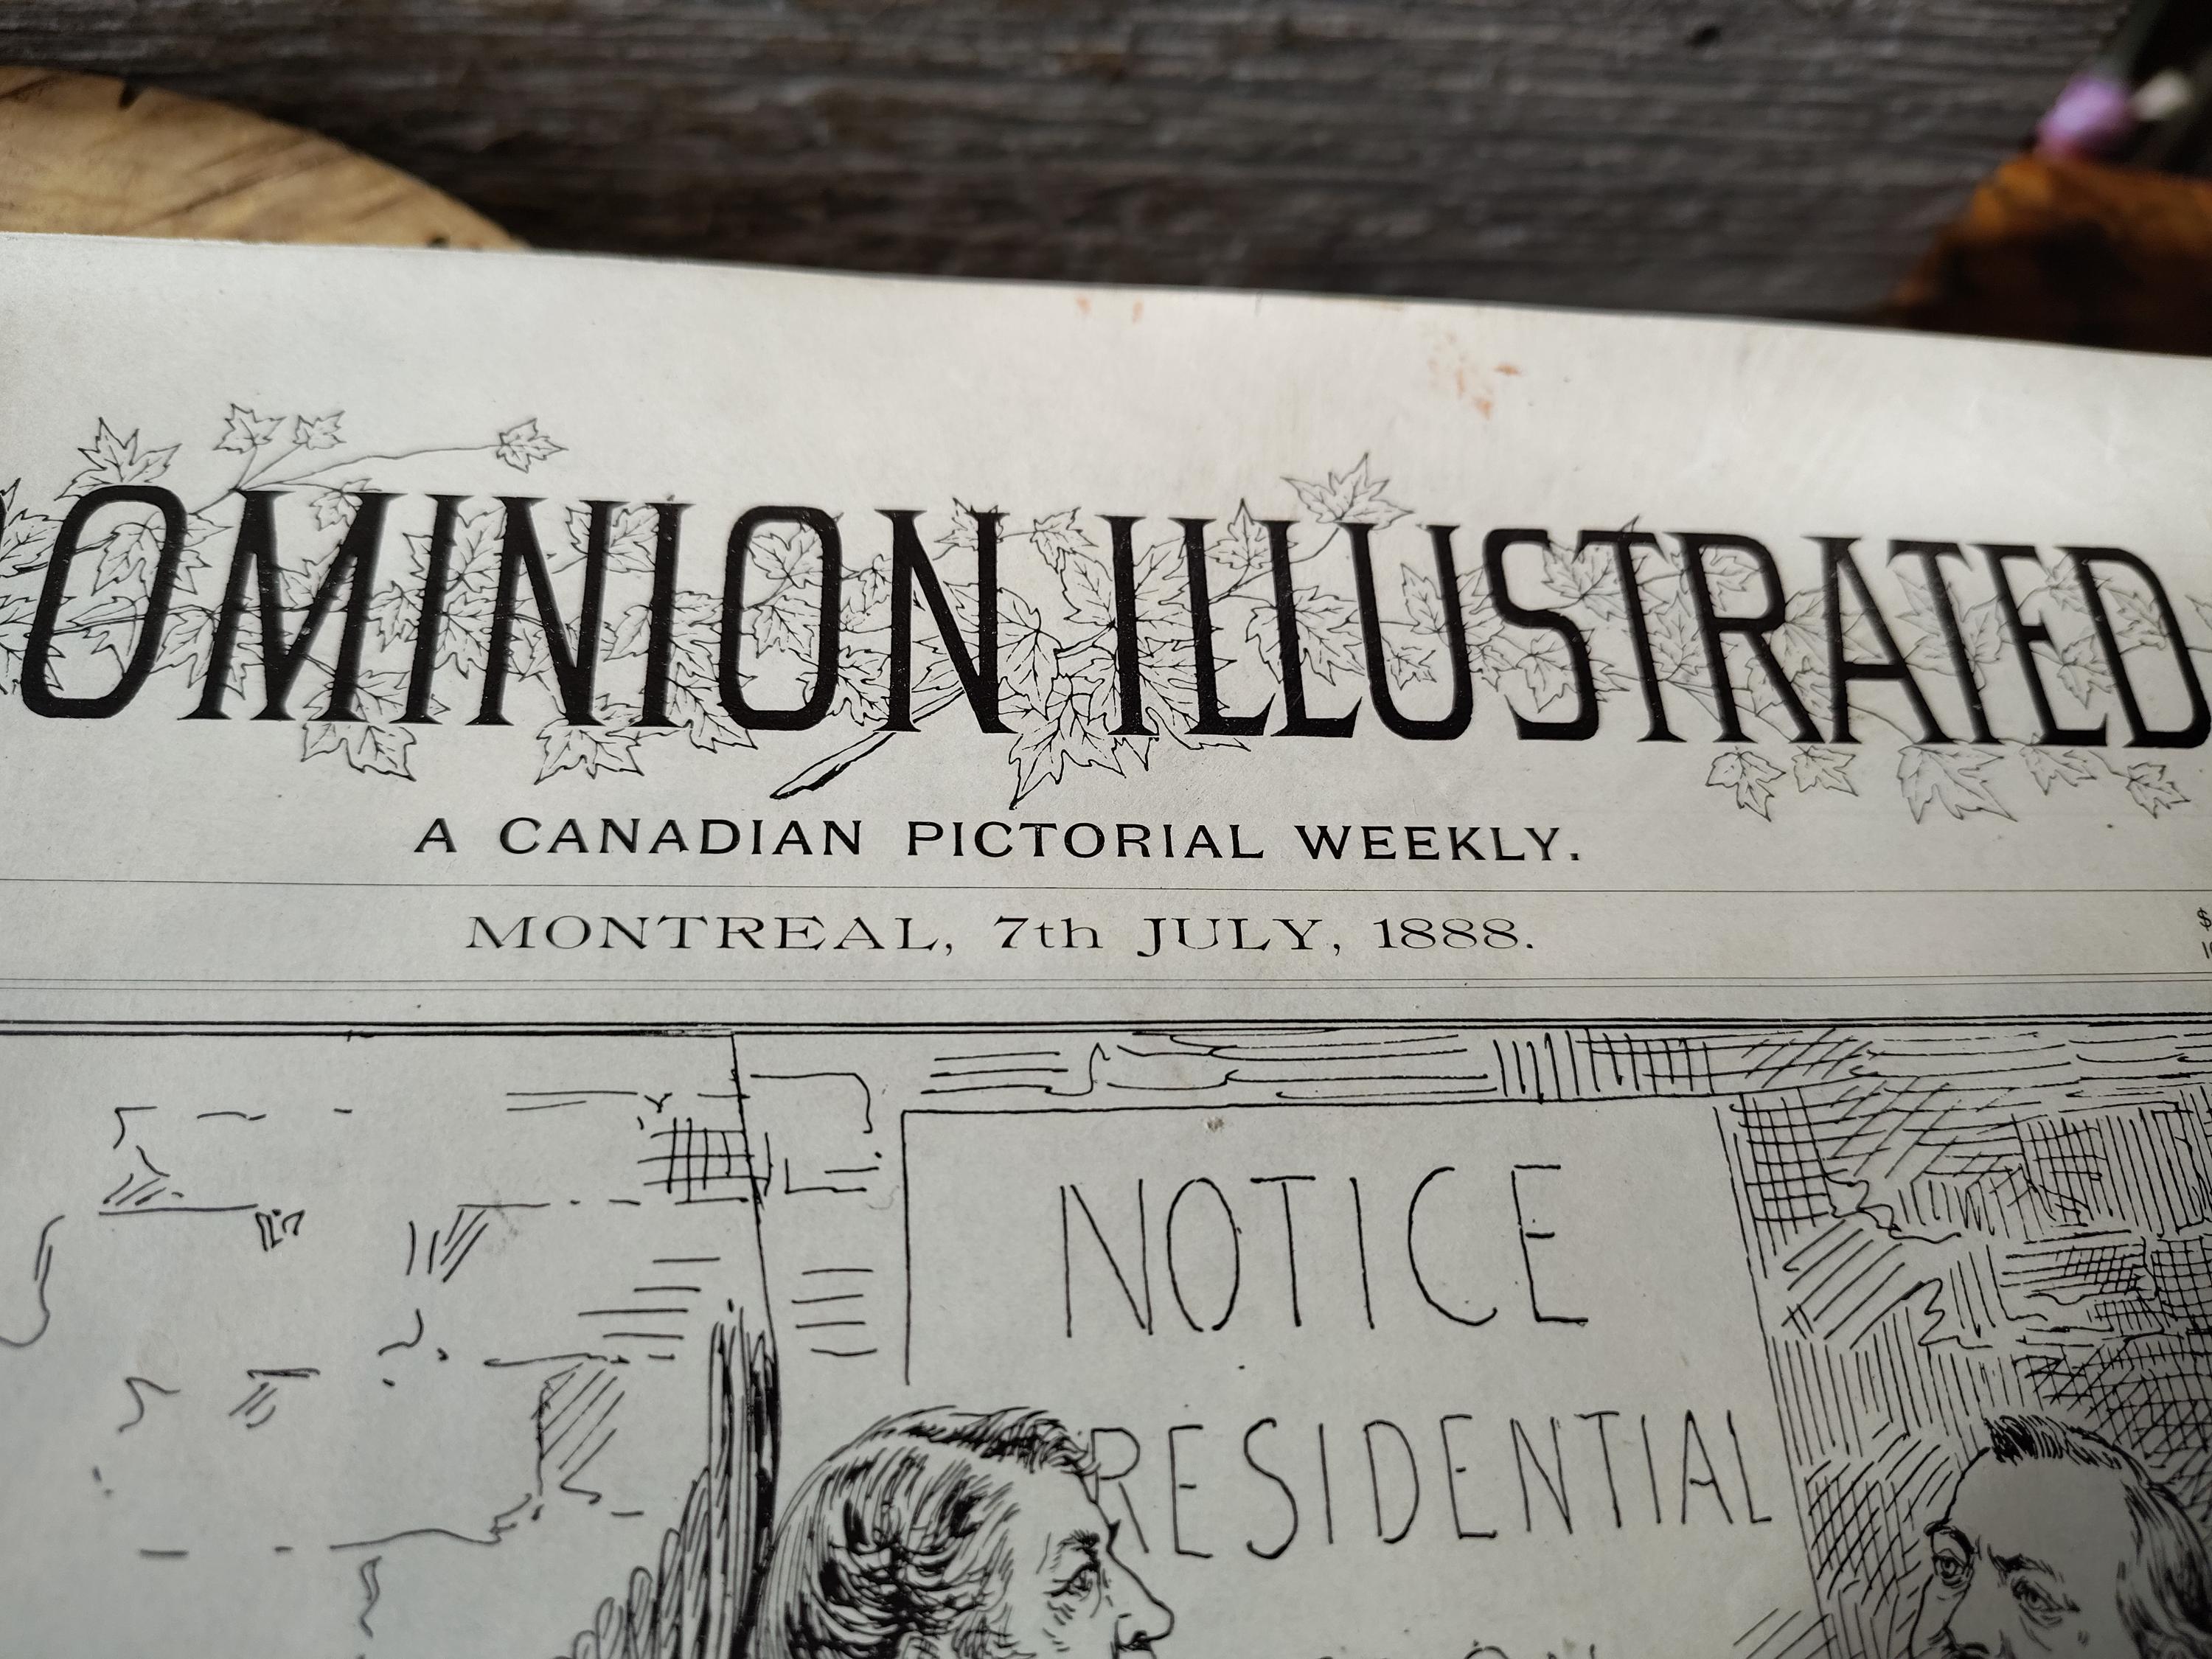 OMINION ILLUSTRATED
A CANADIAN PICTORIAL WEEKLY.
MONTREAL, 7th JULY, 1888.
NOTICE
RESIDENTIAL